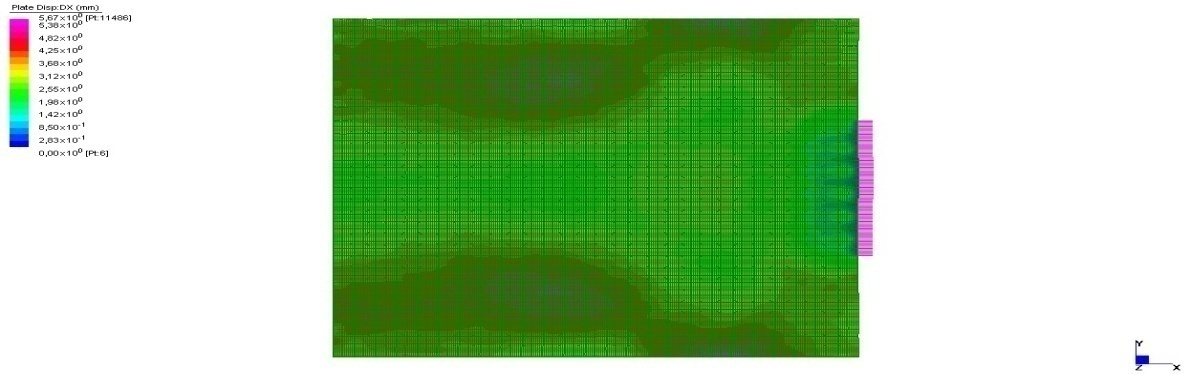 Plate Disp:DX (mm)
5,67x10⁰ [Pt:11486]
5,38x10⁰
4,82x10⁰
4,25x10⁰
3,68x10⁰
3,12x10⁰
2,55x10⁰
1,98x10⁰
1,42x10⁰
8,50x10⁻¹
2,83x10⁻¹
0,00x10⁰ [Pt:6]
Y
Z
X